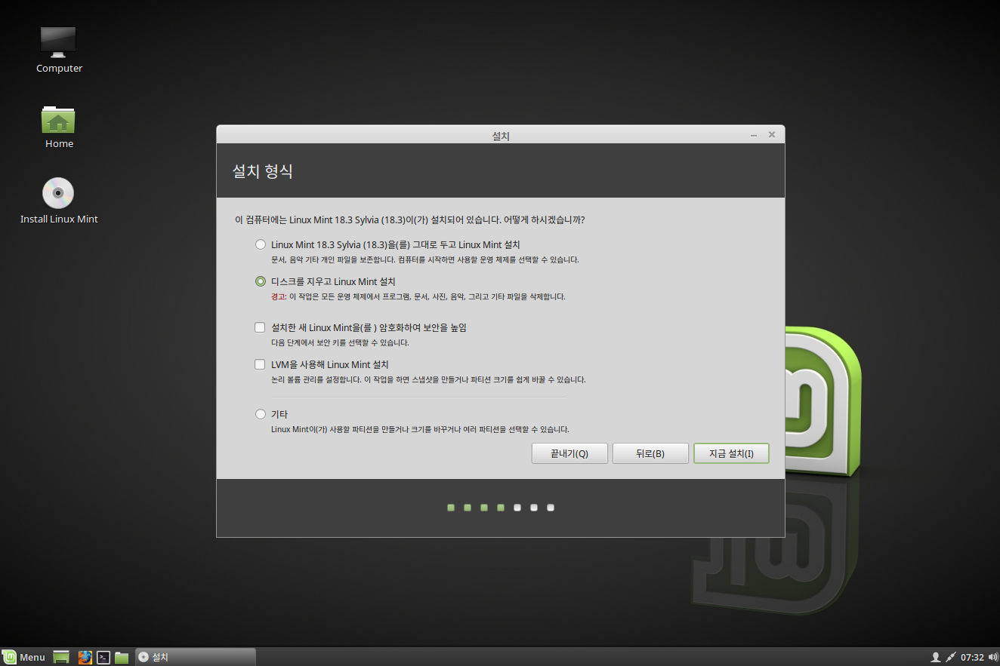 Computer
Home
Install Linux Mint
설치
설치 형식
이 컴퓨터에는 Linux Mint 18.3 Sylvia (18.3)이(가) 설치되어 있습니다. 어떻게 하시겠습니까?
Linux Mint 18.3 Sylvia (18.3)을(를) 그대로 두고 Linux Mint 설치
문서, 음악 기타 개인 파일을 보존합니다. 컴퓨터를 시작하면 사용할 운영 체제를 선택할 수 있습니다.
디스크를 지우고 Linux Mint 설치
경고: 이 작업은 모든 운영 체제에서 프로그램, 문서, 사진, 음악, 그리고 기타 파일을 삭제합니다.
설치한 새 Linux Mint을(를 ) 암호화하여 보안을 높임
다음 단계에서 보안 키를 선택할 수 있습니다.
LVM을 사용해 Linux Mint 설치
논리 볼륨 관리를 설정합니다. 이 작업을 하면 스냅샷을 만들거나 파티션 크기를 쉽게 바꿀 수 있습니다.
기타
Linux Mint이(가) 사용할 파티션을 만들거나 크기를 바꾸거나 여러 파티션을 선택할 수 있습니다.
끝내기(Q) 뒤로(B) 지금 설치(I)
Menu 설치 07:32